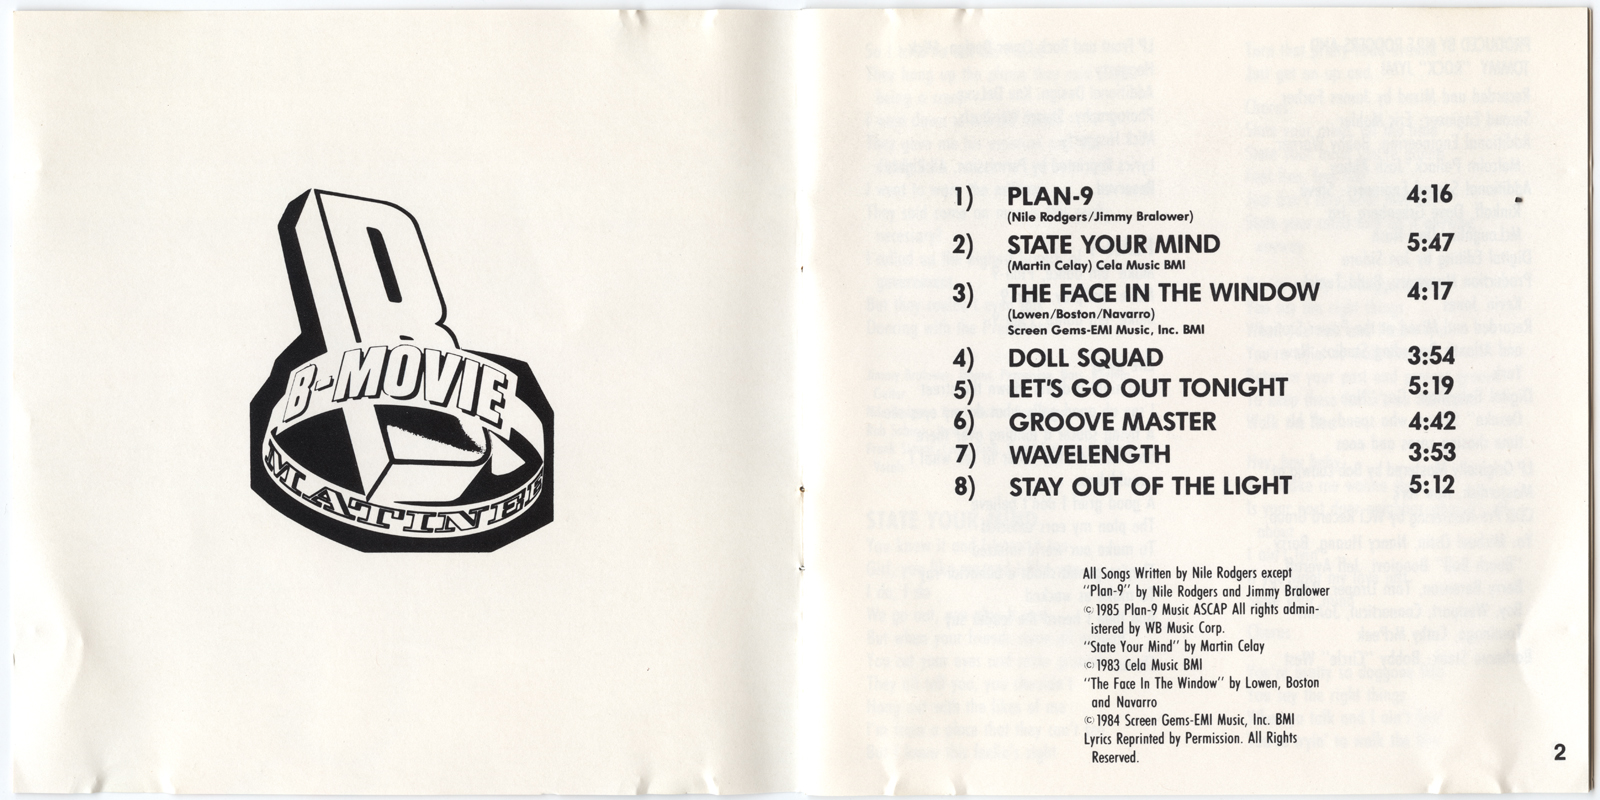 B-MOVIE
MATINEE
1) PLAN-9 4:16
(Nile Rodgers/Jimmy Bralower)
2) STATE YOUR MIND 5:47
(Martin Celay) Cela Music BMI
3) THE FACE IN THE WINDOW 4:17
(Lowen/Boston/Navarro)
Screen Gems-EMI Music, Inc. BMI
4) DOLL SQUAD 3:54
5) LET'S GO OUT TONIGHT 5:19
6) GROOVE MASTER 4:42
7) WAVELENGTH 3:53
8) STAY OUT OF THE LIGHT 5:12
All Songs Written by Nile Rodgers except
"Plan-9" by Nile Rodgers and Jimmy Bralower
©1985 Plan-9 Music ASCAP All rights admin-
istered by WB Music Corp.
"State Your Mind" by Martin Celay
©1983 Cela Music BMI
"The Face In The Window" by Lowen, Boston
and Navarro
©1984 Screen Gems-EMI Music, Inc. BMI
Lyrics Reprinted by Permission. All Rights
Reserved.
2